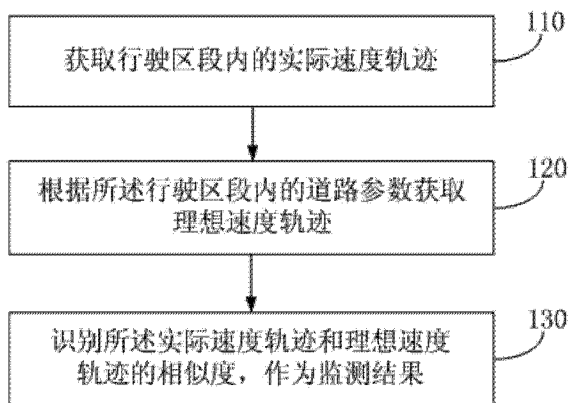 110
获取行驶区段内的实际速度轨迹
120
根据所述行驶区段内的道路参数获取
理想速度轨迹
130
识别所述实际速度轨迹和理想速度
轨迹的相似度，作为监测结果